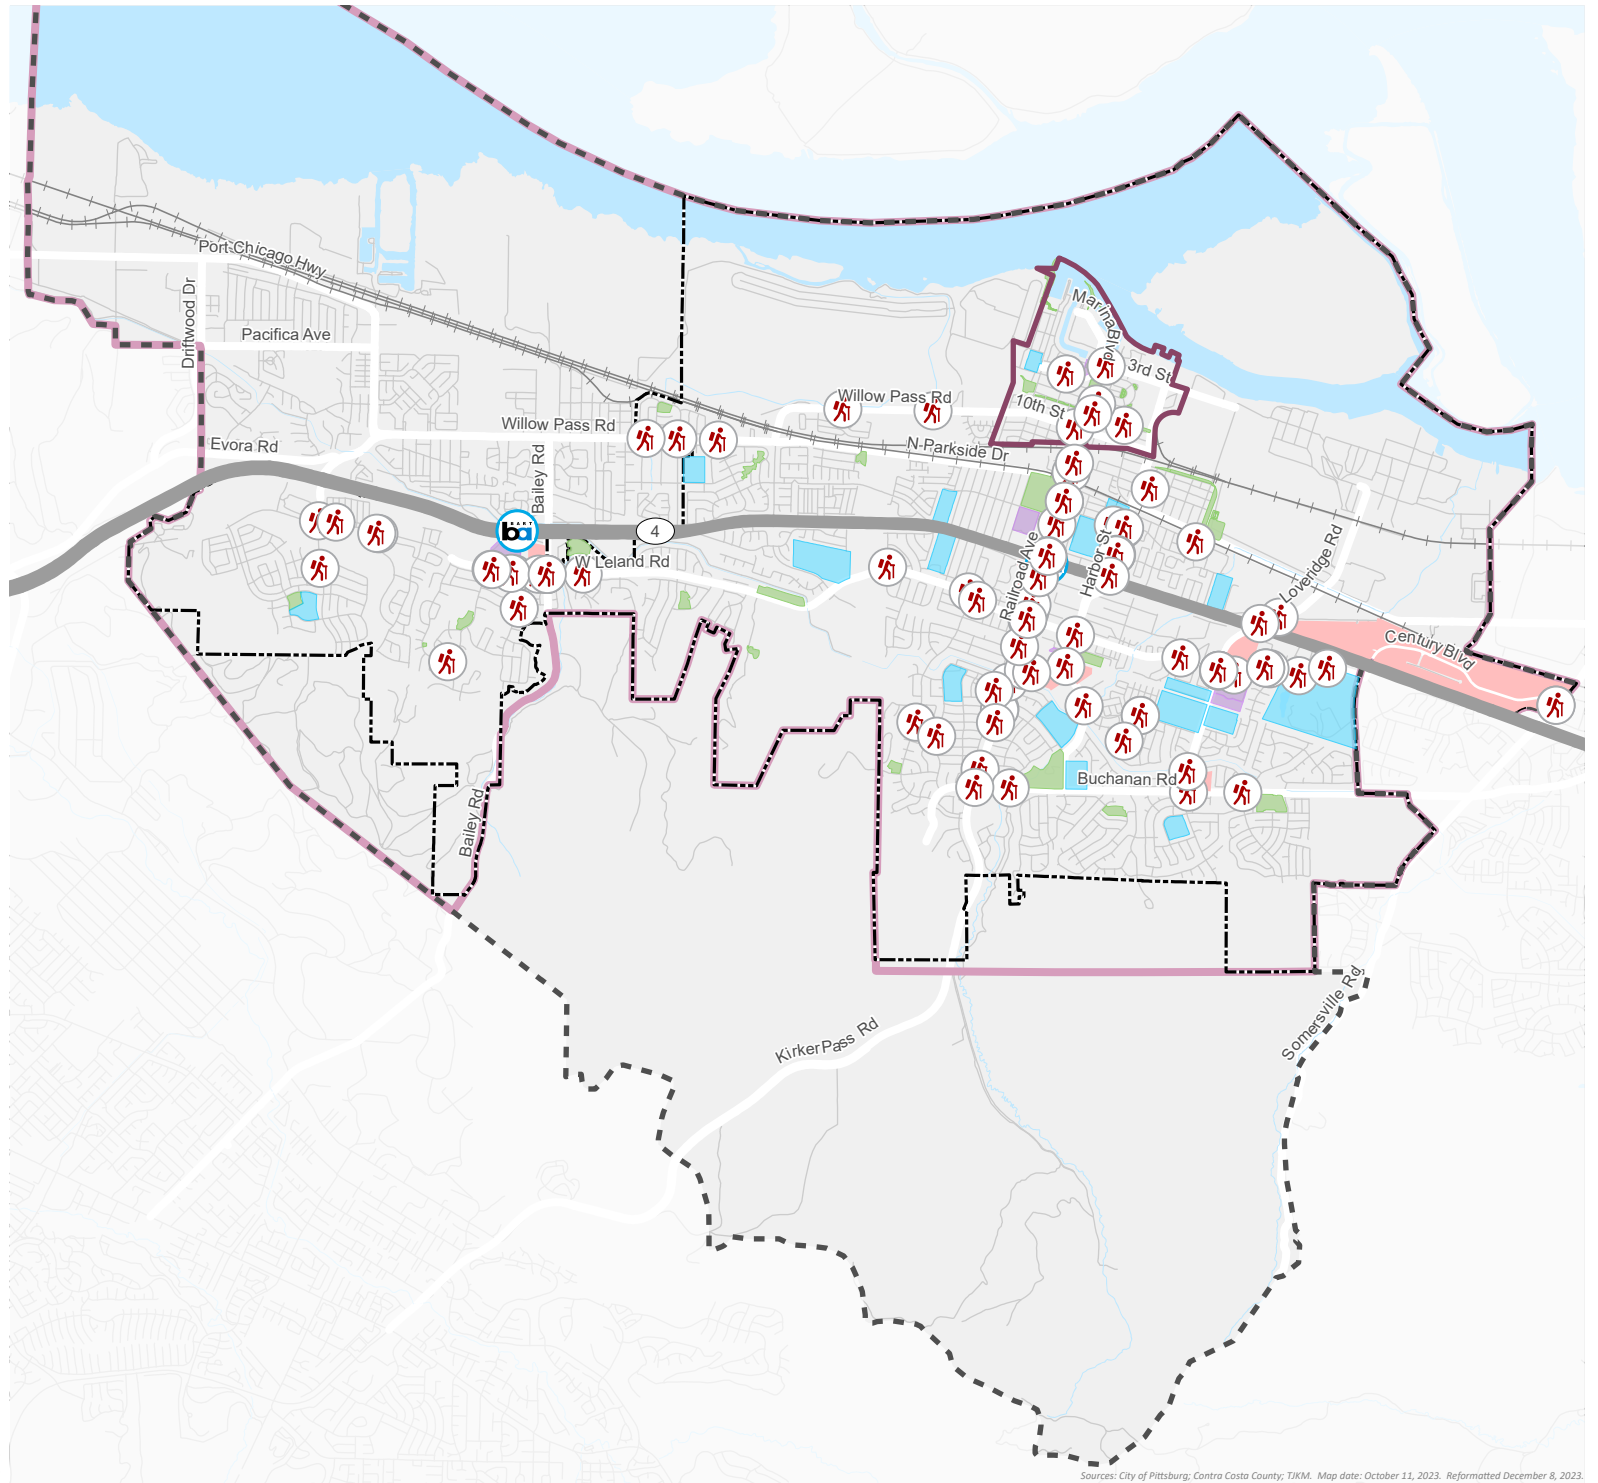 Port Chicago Hwy
Marina Blvd
Driftwood Dr
Pacifica Ave
3rd St
Willow Pass Rd
10th St
Willow Pass Rd
Evora Rd
N Parkside Dr
Bailey Rd
BART
ba
4
W Leland Rd
Railroad Ave
Harbor St
Loveridge Rd
Century Blvd
Buchanan Rd
Bailey Rd
Kirker Pass Rd
Somersville Rd
Sources: City of Pittsburg; Contra Costa County; TJKM. Map date: October 11, 2023. Reformatted December 8, 2023.